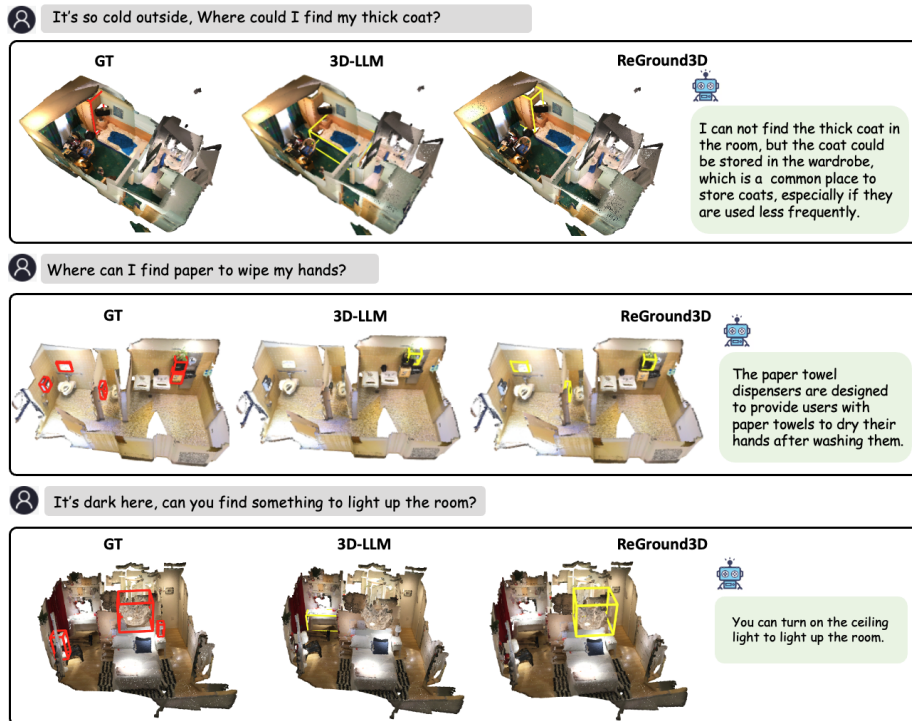 It's so cold outside, Where could I find my thick coat?
GT
3D-LLM
ReGround3D
I can not find the thick coat in
the room, but the coat could
be stored in the wardrobe,
which is a common place to
store coats, especially if they
are used less frequently.
Where can I find paper to wipe my hands?
GT
3D-LLM
ReGround3D
The paper towel
dispensers are designed
to provide users with
paper towels to dry their
hands after washing them.
It's dark here, can you find something to light up the room?
GT
3D-LLM
ReGround3D
You can turn on the ceiling
light to light up the room.